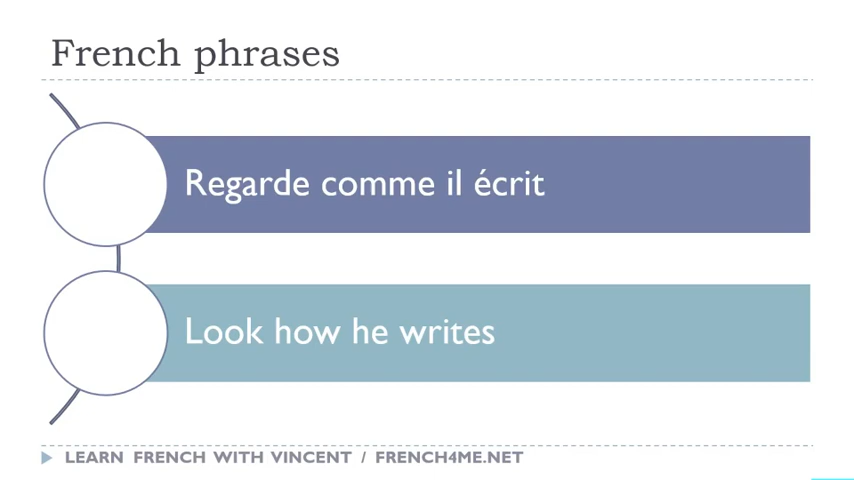 French phrases
Regarde comme il écrit
Look how he writes
LEARN FRENCH WITH VINCENT / FRENCH4ME.NET